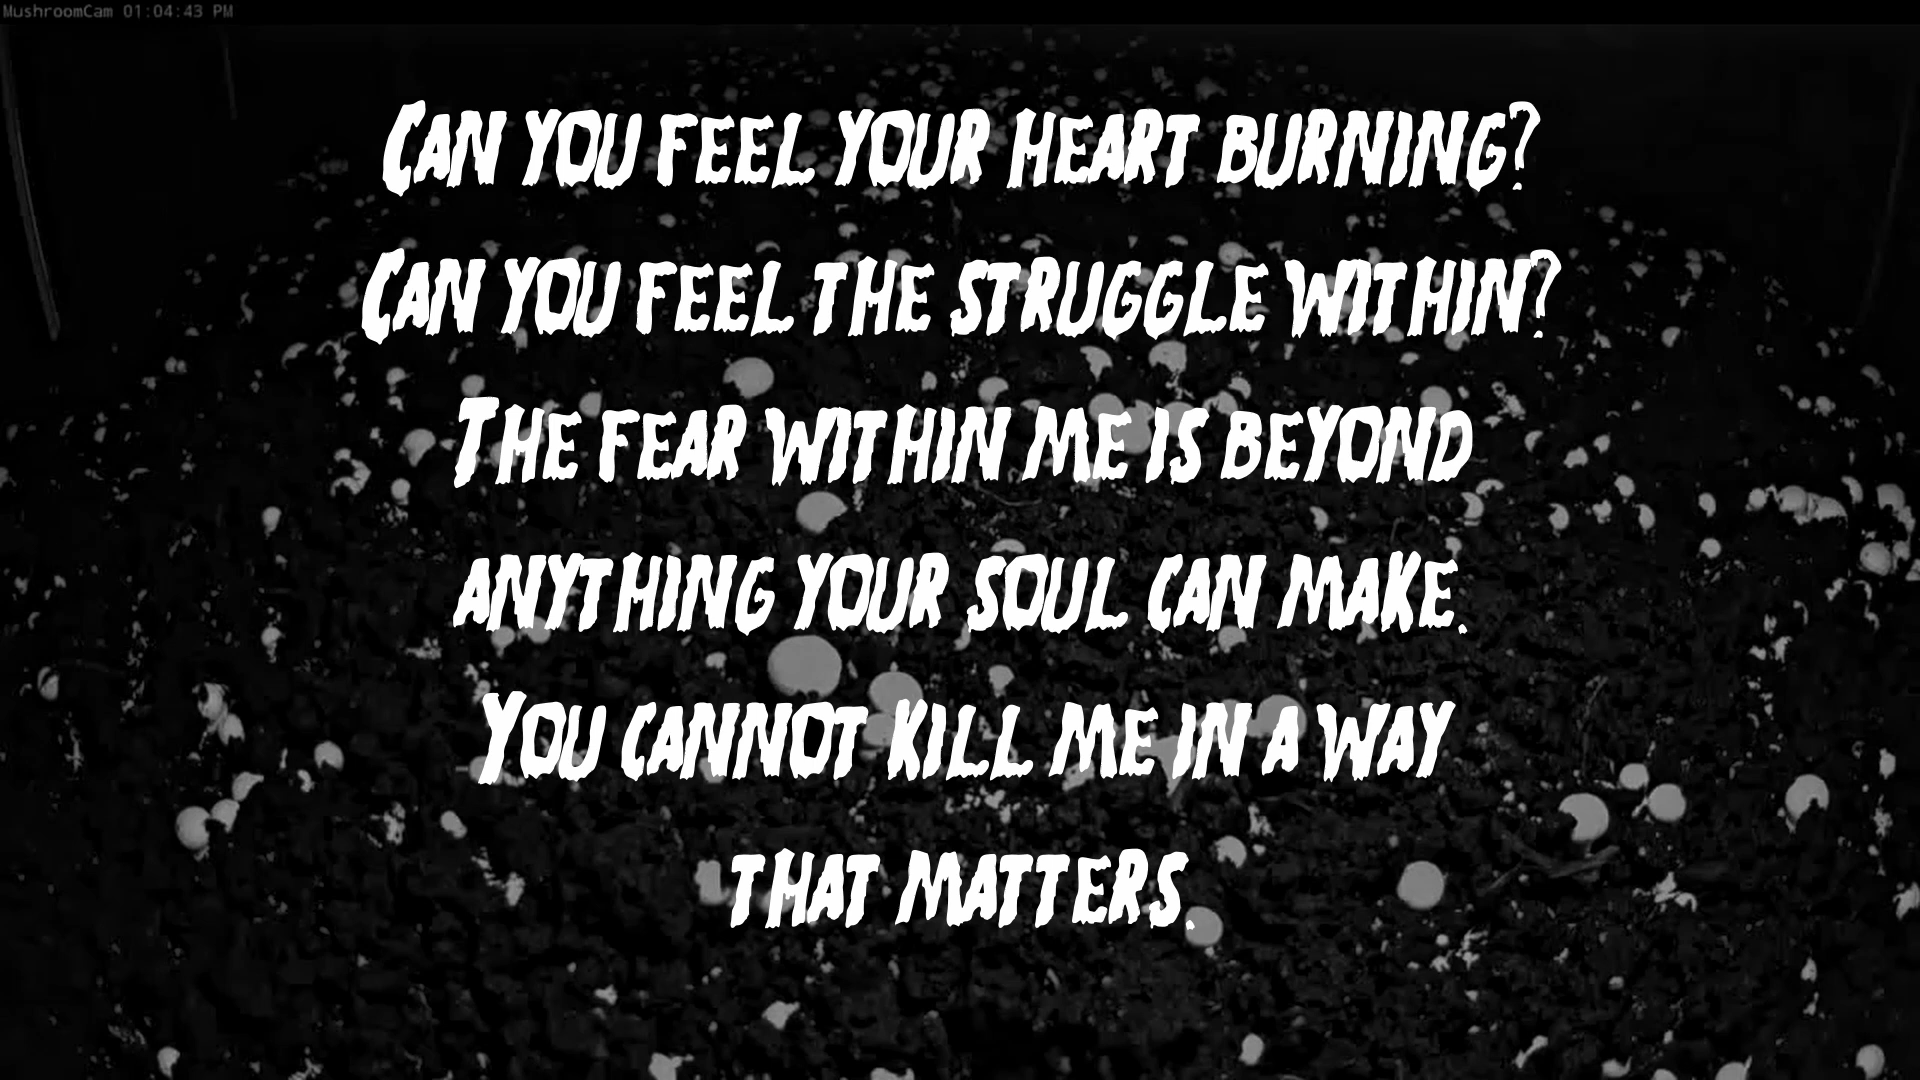 MushroomCam 01:04:43 PM
Can you feel your heart burning?
Can you feel the struggle within?
The fear within me is beyond
anything your soul can make.
You cannot kill me in a way
that matters.